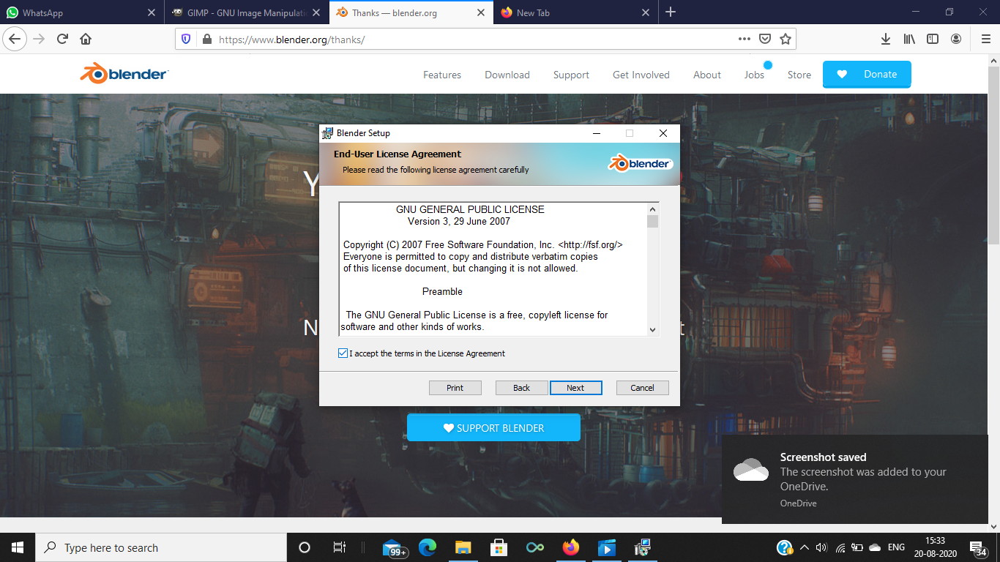 WhatsApp
GIMP - GNU Image Manipulati
Thanks — blender.org
New Tab
https://www.blender.org/thanks/
blender
Features
Download
Support
Get Involved
About
Jobs
Store
Donate
Y
N
t
Blender Setup
End-User License Agreement
Please read the following license agreement carefully
blender
GNU GENERAL PUBLIC LICENSE
Version 3, 29 June 2007
Copyright (C) 2007 Free Software Foundation, Inc. <http://fsf.org/>
Everyone is permitted to copy and distribute verbatim copies
of this license document, but changing it is not allowed.
Preamble
The GNU General Public License is a free, copyleft license for
software and other kinds of works.
I accept the terms in the License Agreement
Print
Back
Next
Cancel
SUPPORT BLENDER
Screenshot saved
The screenshot was added to your
OneDrive.
OneDrive
Type here to search
99+
ENG
15:33
20-08-2020
34